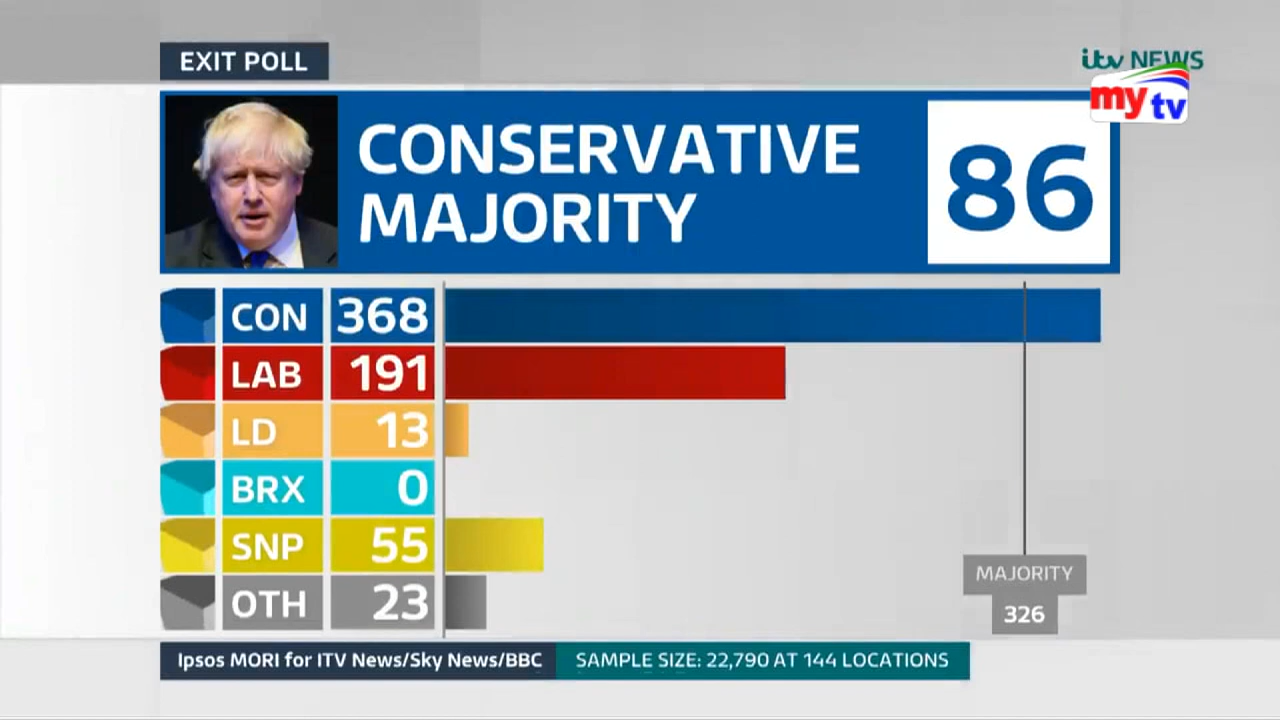 EXIT POLL
itv NEWS
my tv
CONSERVATIVE
MAJORITY
86
CON 368
LAB 191
LD 13
BRX 0
SNP 55
OTH 23
MAJORITY
326
Ipsos MORI for ITV News/Sky News/BBC SAMPLE SIZE: 22,790 AT 144 LOCATIONS